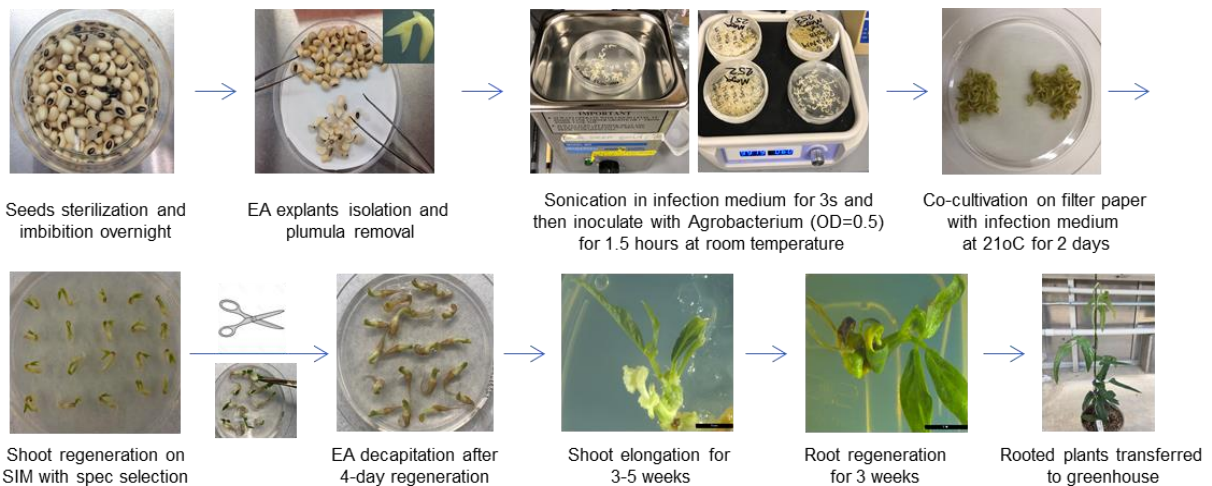 IMPORTANT
Seeds sterilization and
imbibition overnight
EA explants isolation and
plumula removal
Sonication in infection medium for 3s and
then inoculate with Agrobacterium (OD=0.5)
for 1.5 hours at room temperature
Co-cultivation on filter paper
with infection medium
at 21oC for 2 days
Shoot regeneration on
SIM with spec selection
EA decapitation after
4-day regeneration
Shoot elongation for
3-5 weeks
Root regeneration
for 3 weeks
Rooted plants transferred
to greenhouse